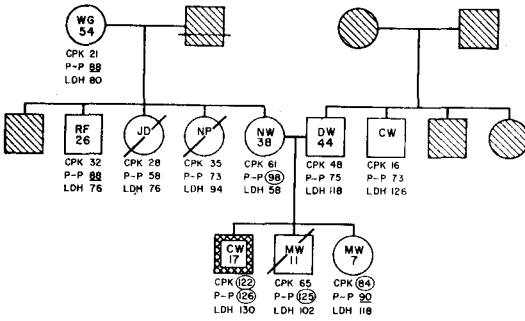 WG
54
CPK 21
P~P 88
LDH 80
RF
26
CPK 32
P~P 88
LDH 76
JD
CPK 28
P~P 58
LDH 76
NP
CPK 35
P~P 73
LDH 94
NW
38
CPK 61
P~P 98
LDH 58
DW
44
CPK 48
P~P 75
LDH 118
CW
CPK 16
P~P 73
LDH 126
CW
17
CPK 122
P~P 126
LDH 130
MW
11
CPK 65
P~P 125
LDH 102
MW
7
CPK 84
P~P 90
LDH 118